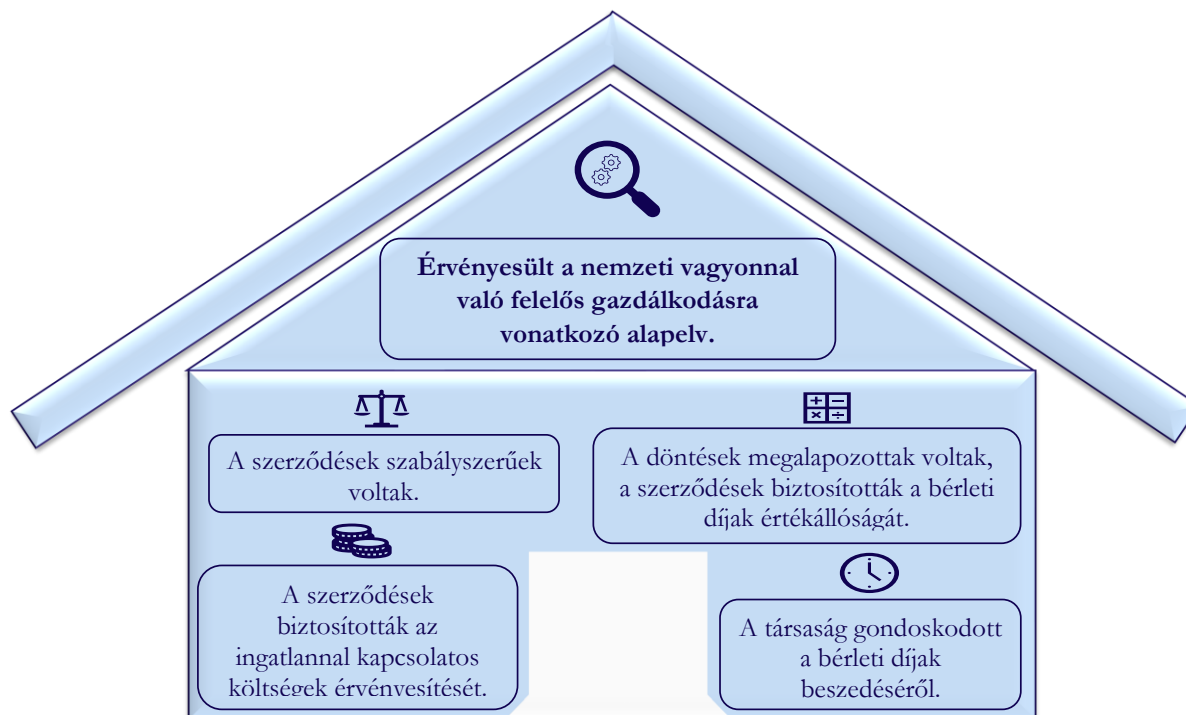 Érvényesült a nemzeti vagyonnal
való felelős gazdálkodásra
vonatkozó alapelv.
A szerződések szabályszerűek
voltak.
A döntések megalapozottak voltak,
a szerződések biztosították a bérleti
díjak értékállóságát.
A szerződések
biztosították az
ingatlannal kapcsolatos
költségek érvényesítését.
A társaság gondoskodott
a bérleti díjak
beszedéséről.